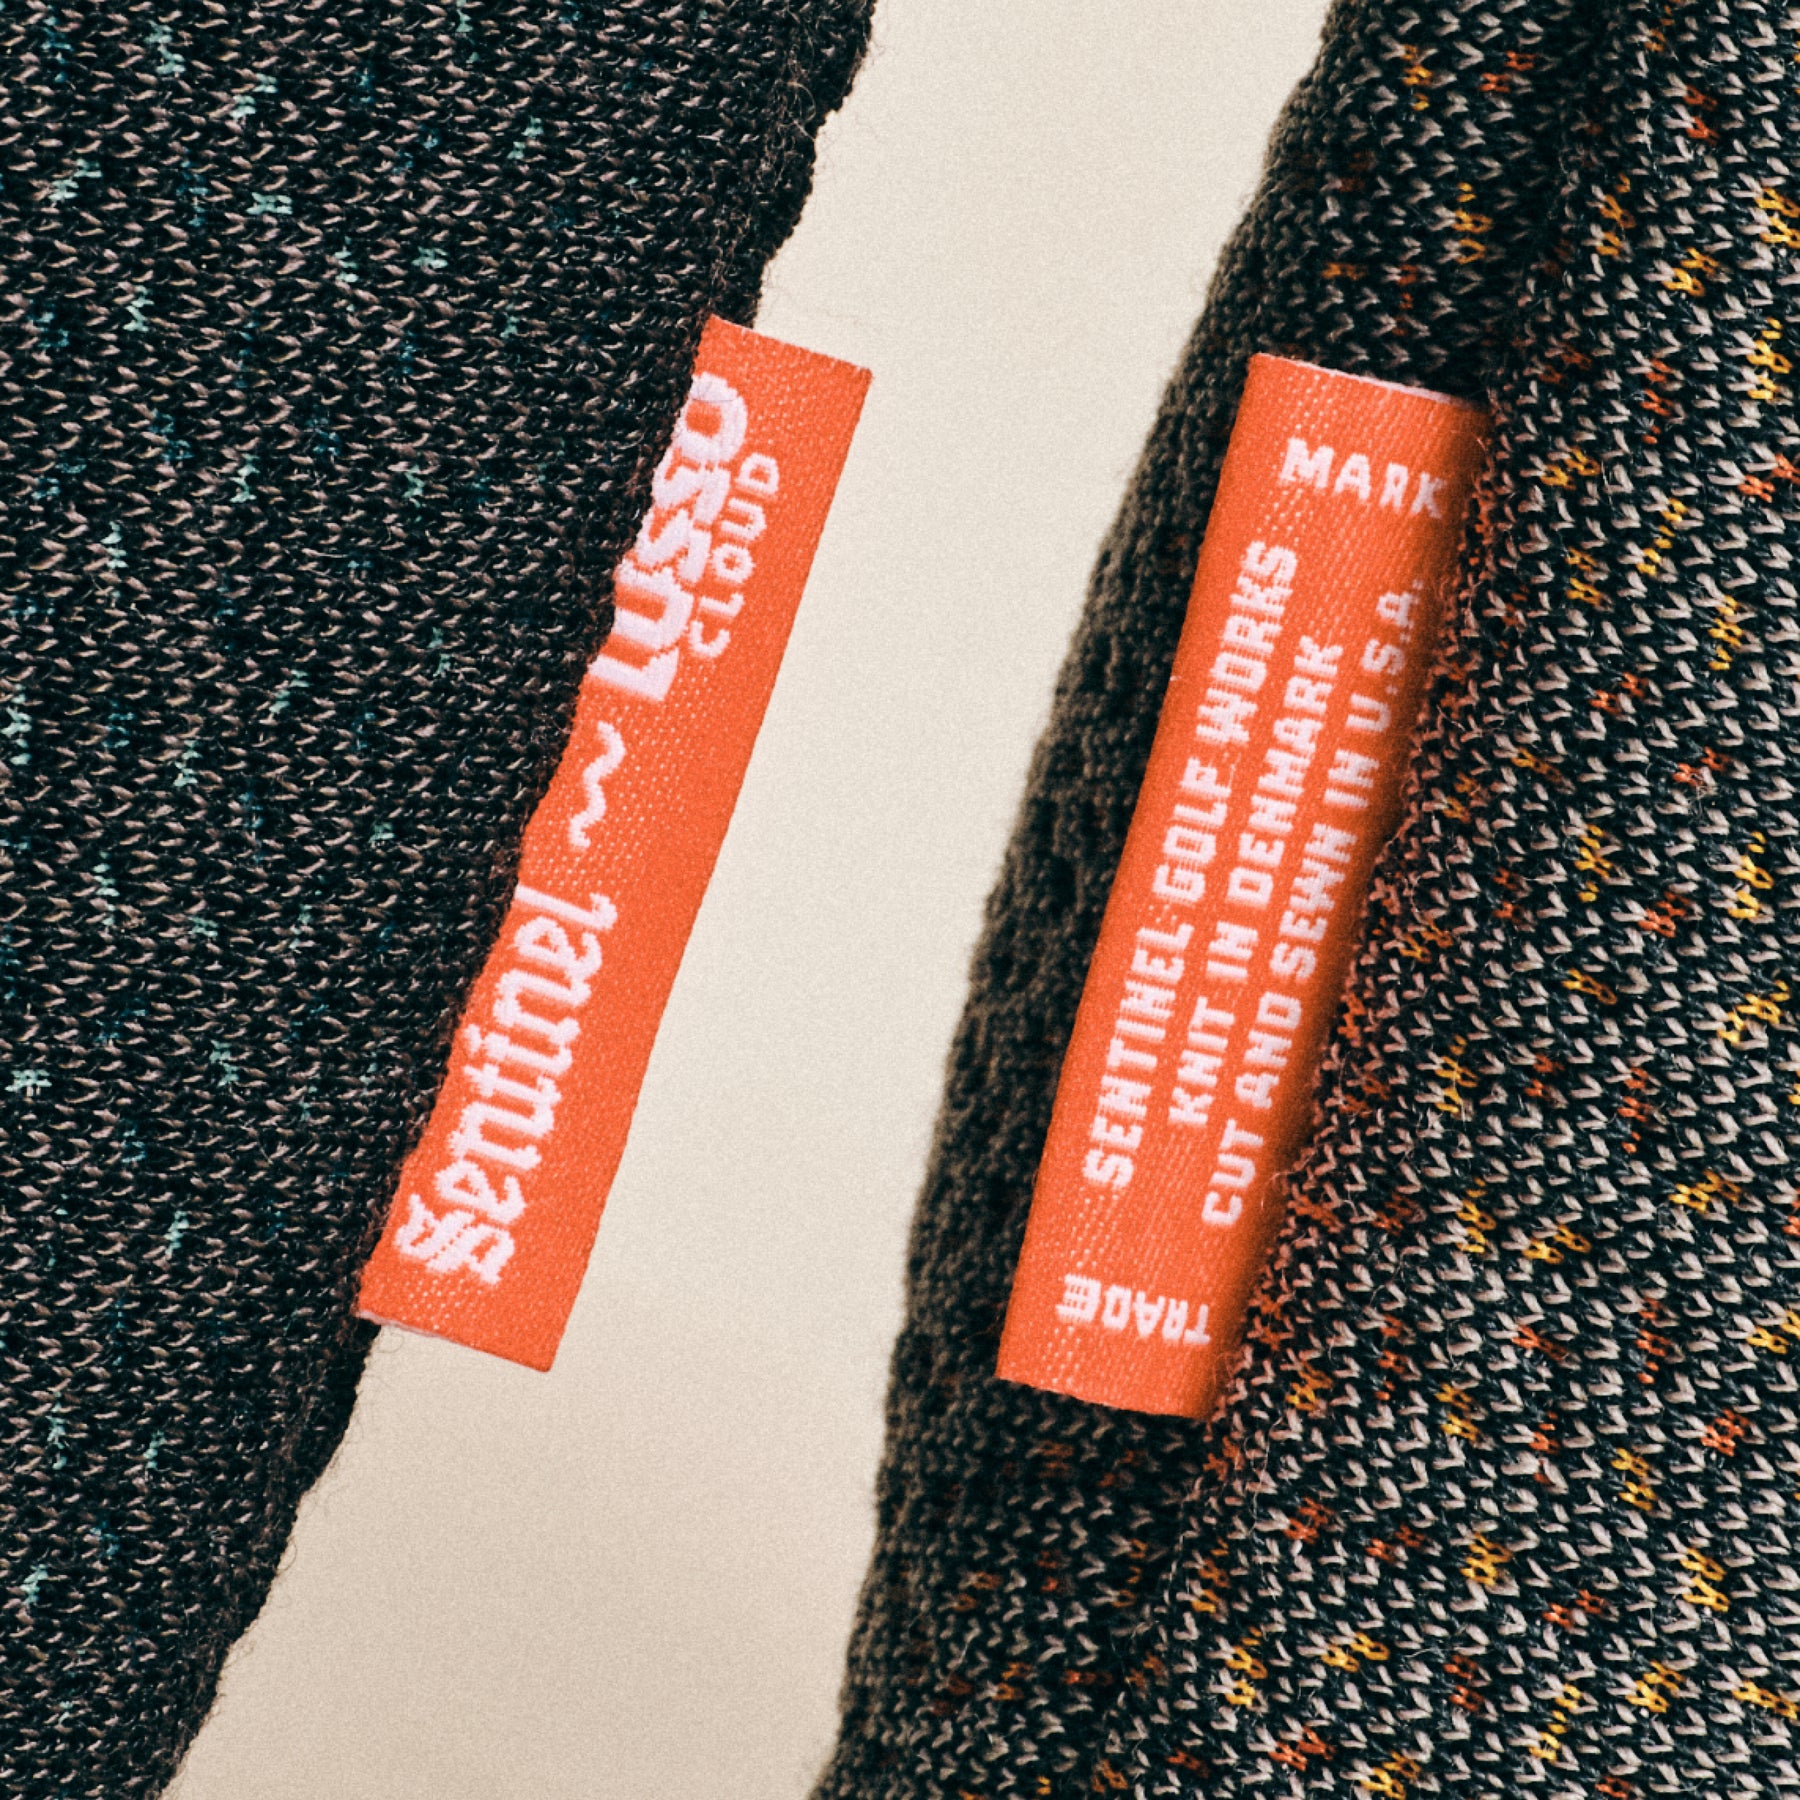 Sentinel ~ Lusso
CLOUD
MARK
SENTINEL GOLF WORKS
KNIT IN DENMARK
CUT AND SEWN IN U.S.A.
TRADE